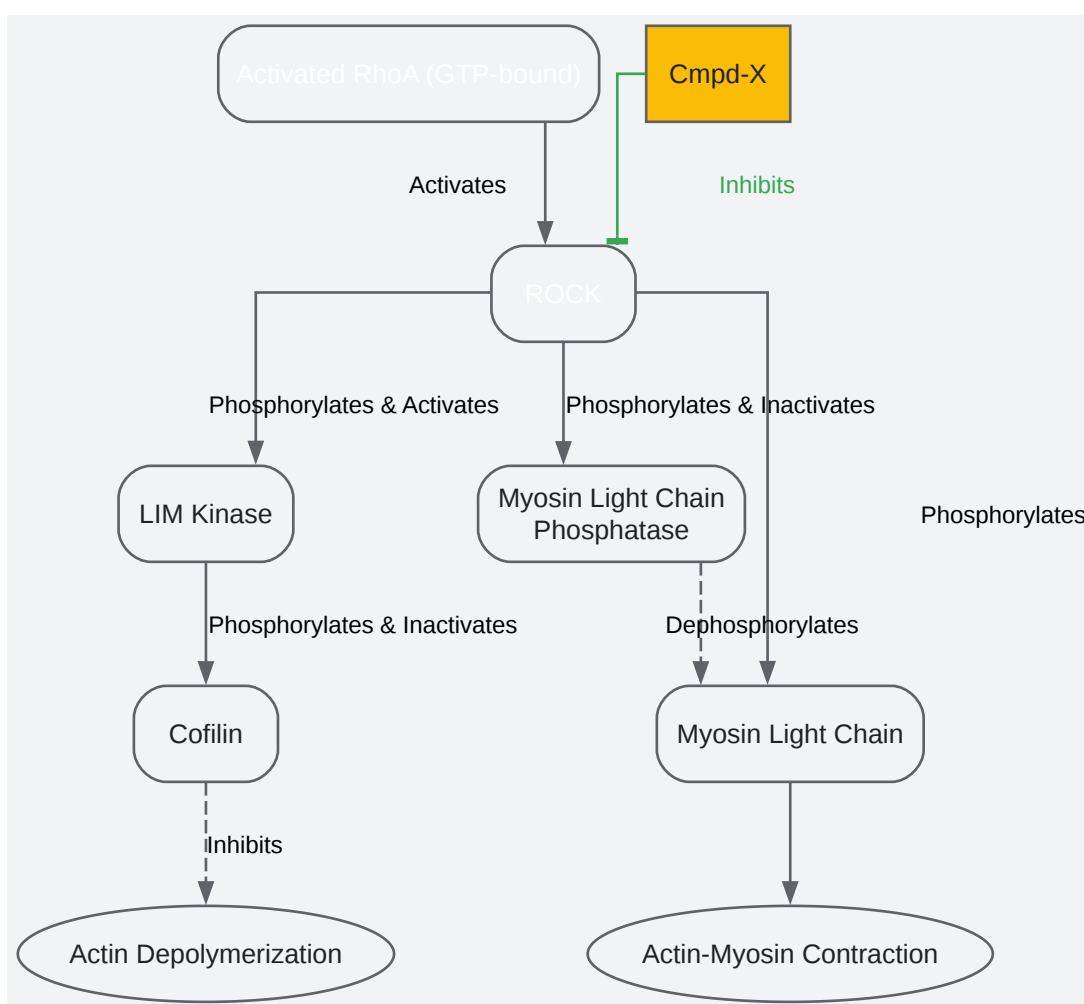 Activated RhoA (GTP-bound)
Cmpd-X
Activates
Inhibits
ROCK
Phosphorylates & Activates
Phosphorylates & Inactivates
LIM Kinase
Myosin Light Chain
Phosphatase
Phosphorylates
Phosphorylates & Inactivates
Dephosphorylates
Cofilin
Myosin Light Chain
Inhibits
Actin Depolymerization
Actin-Myosin Contraction